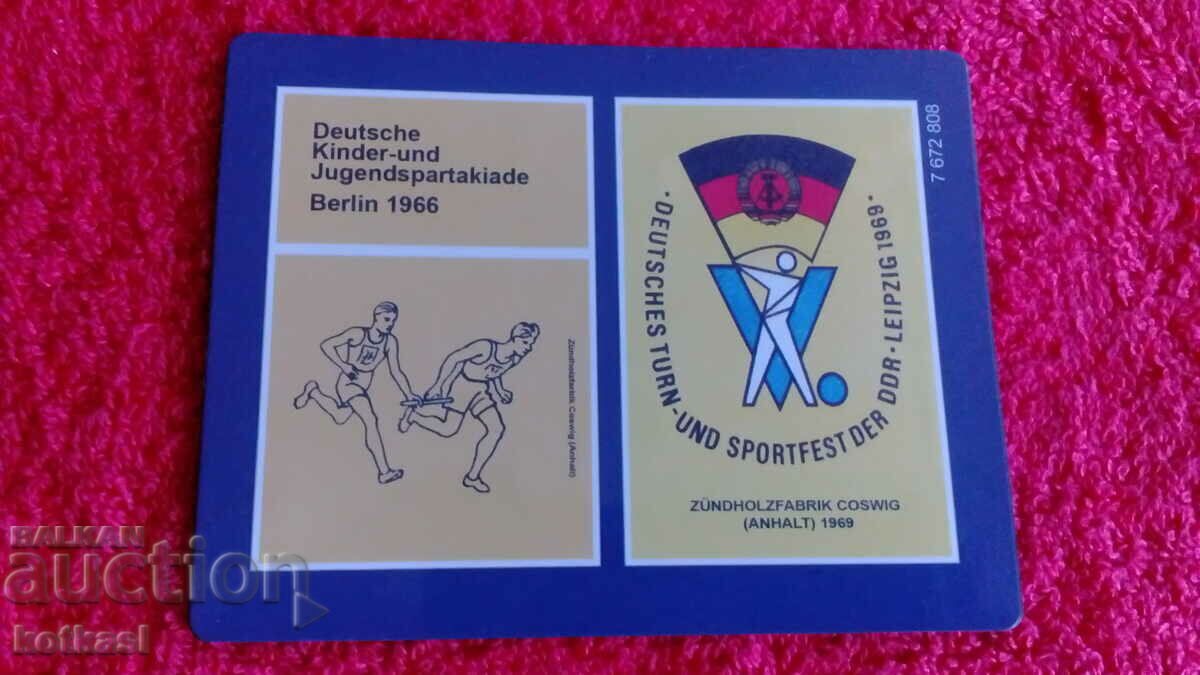 Deutsche
Kinder-und
Jugendspartakiade
Berlin 1966
Zündholzfarbrik Coswig (Anhalt)
· DEUTSCHES TURN-UND SPORTFEST DER DDR · LEIPZIG 1969 ·
ZÜNDHOLZFABRIK COSWIG
(ANHALT) 1969
7 672 808
BALKAN
auction
kotkasl